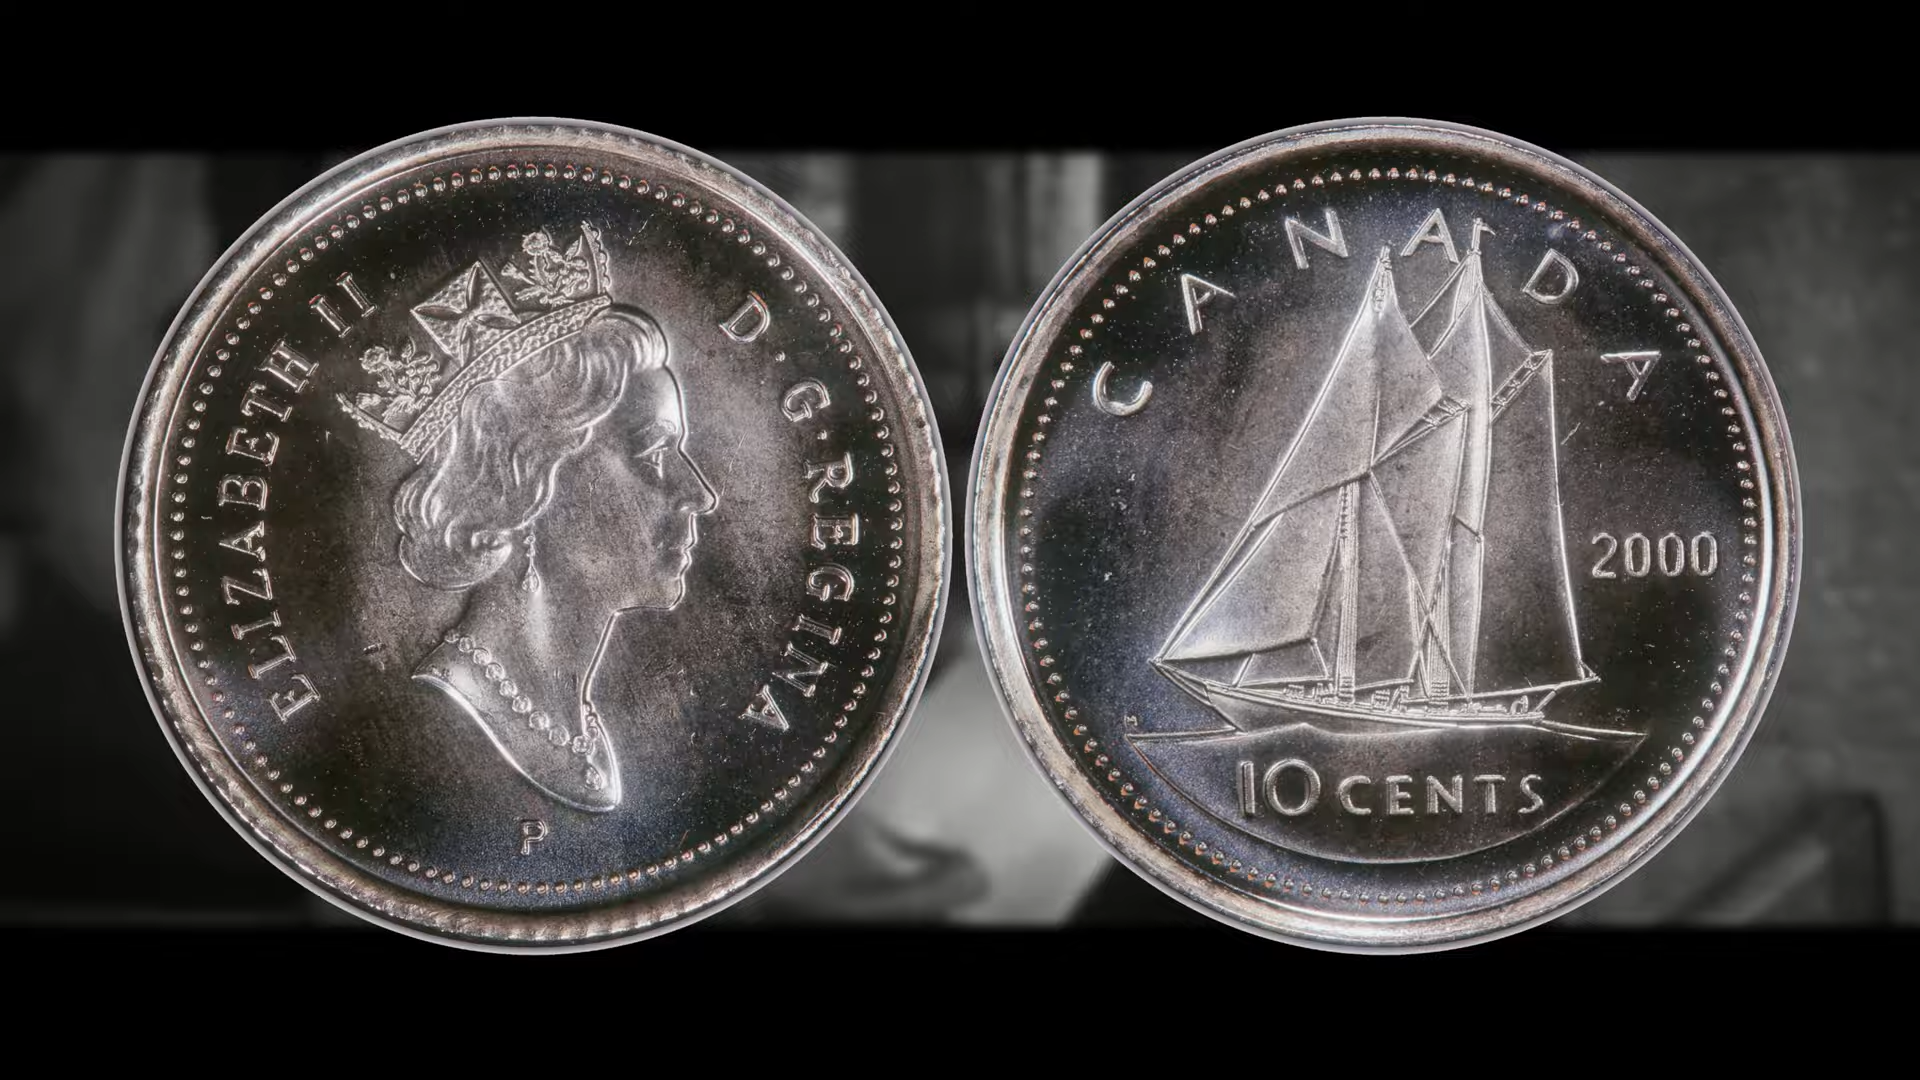 ELIZABETH II
D·G·REGINA
P
CANADA
2000
10 CENTS